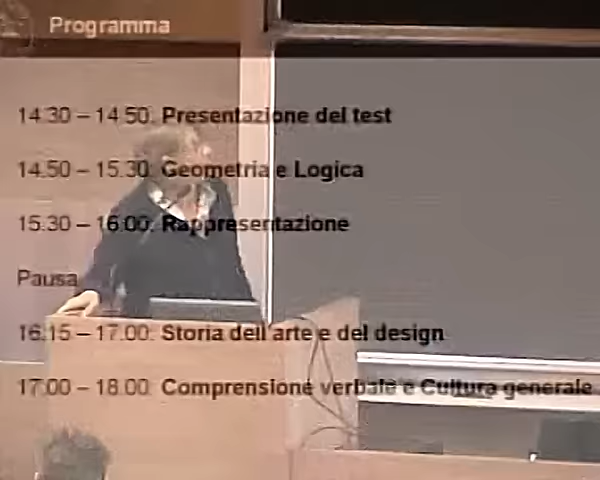 Programma
14:30 – 14:50: Presentazione del test
14:50 – 15:30: Geometria e Logica
15:30 – 16:00: Rappresentazione
Pausa
16:15 – 17:00: Storia dell'arte e del design
17:00 – 18:00: Comprensione verbale e Cultura generale